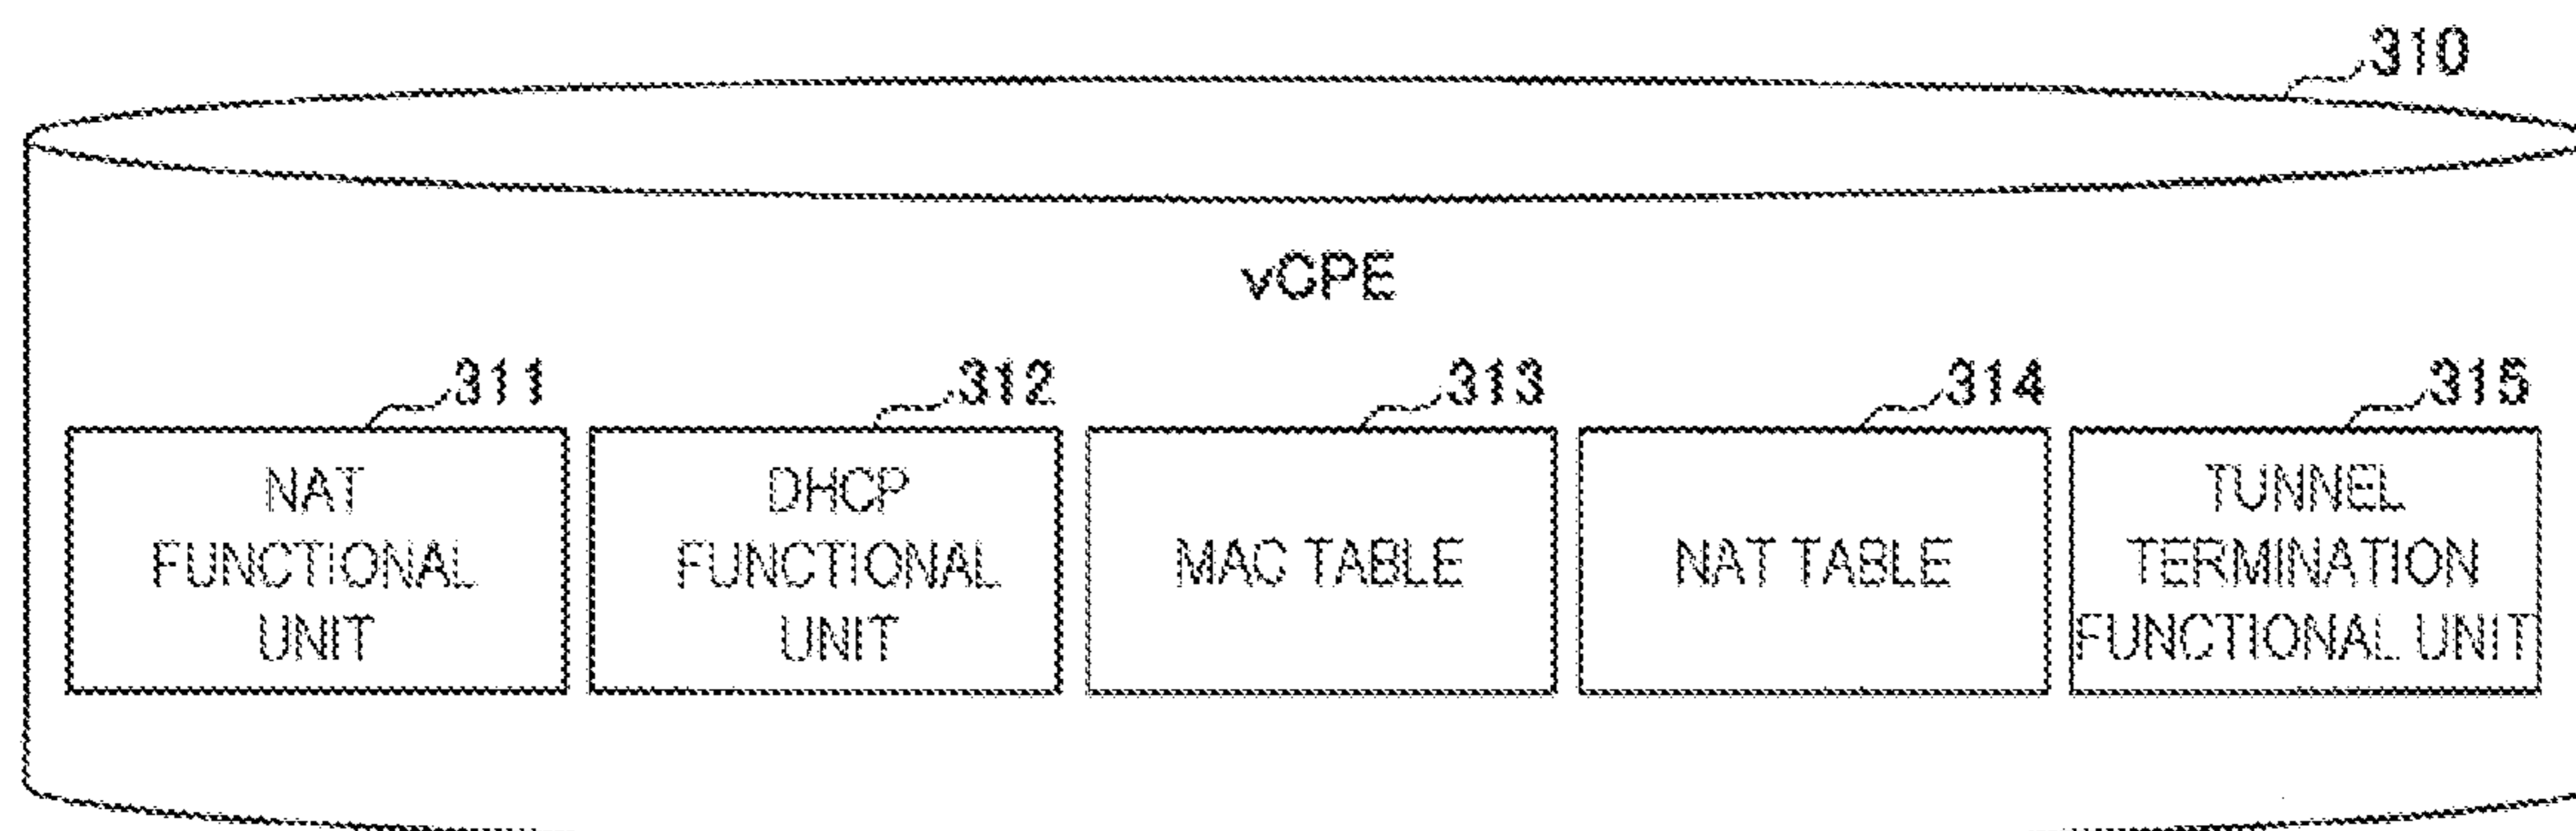 310
vCPE
311
312
313
314
315
NAT
FUNCTIONAL
UNIT
DHCP
FUNCTIONAL
UNIT
MAC TABLE
NAT TABLE
TUNNEL
TERMINATION
FUNCTIONAL UNIT